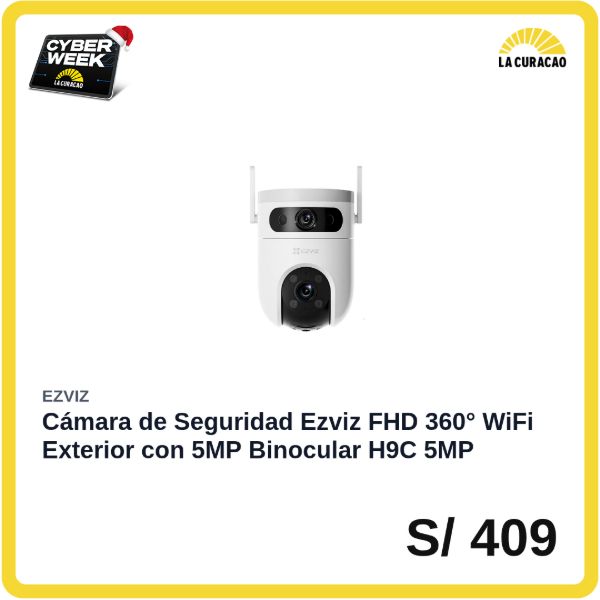 CYBER
WEEK
LA CURACAO
LA CURACAO
EZVIZ
EZVIZ
Cámara de Seguridad Ezviz FHD 360° WiFi
Exterior con 5MP Binocular H9C 5MP
S/ 409